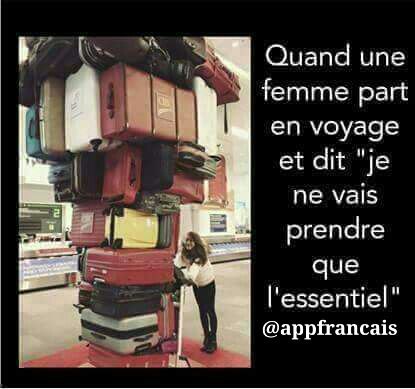 Quand une
femme part
en voyage
et dit "je
ne vais
prendre
que
l'essentiel"
@appfrancais